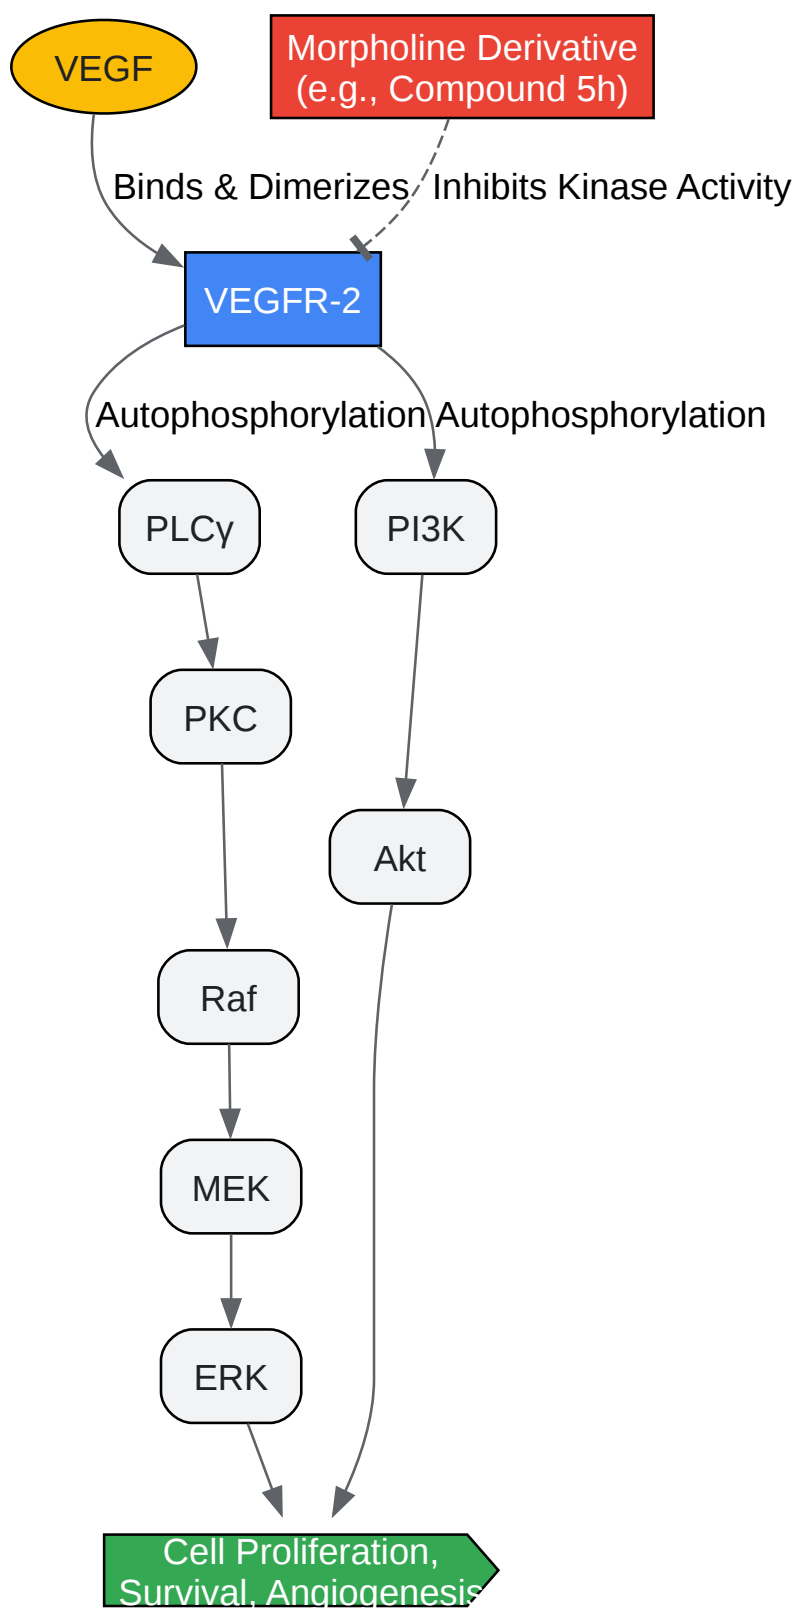 VEGF
Morpholine Derivative
(e.g., Compound 5h)
Binds & Dimerizes
Inhibits Kinase Activity
VEGFR-2
Autophosphorylation
Autophosphorylation
PLCγ
PI3K
PKC
Akt
Raf
MEK
ERK
Cell Proliferation,
Survival, Angiogenesis